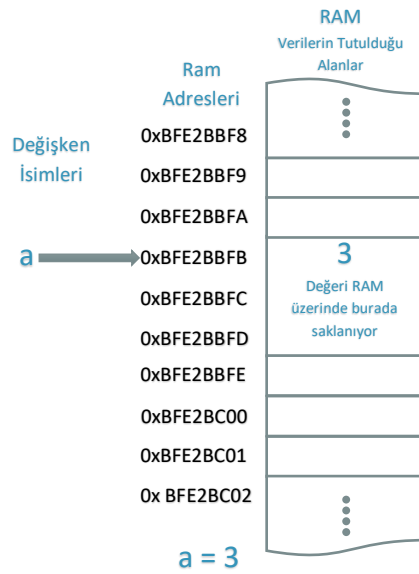 RAM
Verilerin Tutulduğu
Alanlar
Ram
Adresleri
Değişken
İsimleri
0xBFE2BBF8
0xBFE2BBF9
0xBFE2BBFA
a
0xBFE2BBFB
0xBFE2BBFC
0xBFE2BBFD
0xBFE2BBFE
0xBFE2BC00
0xBFE2BC01
0x BFE2BC02
3
Değeri RAM
üzerinde burada
saklanıyor
a = 3